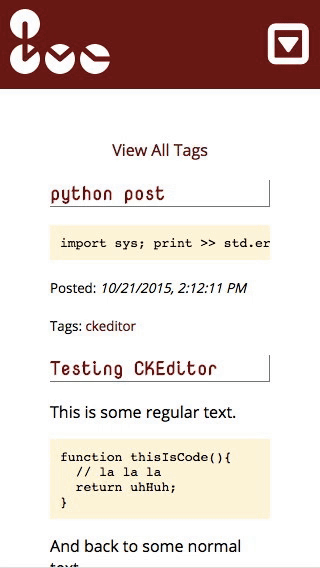 View All Tags
python post
import sys; print >> std.er
Posted: 10/21/2015, 2:12:11 PM
Tags: ckeditor
Testing CKEditor
This is some regular text.
function thisIsCode(){
  // la la la
  return uhHuh;
}
And back to some normal
text